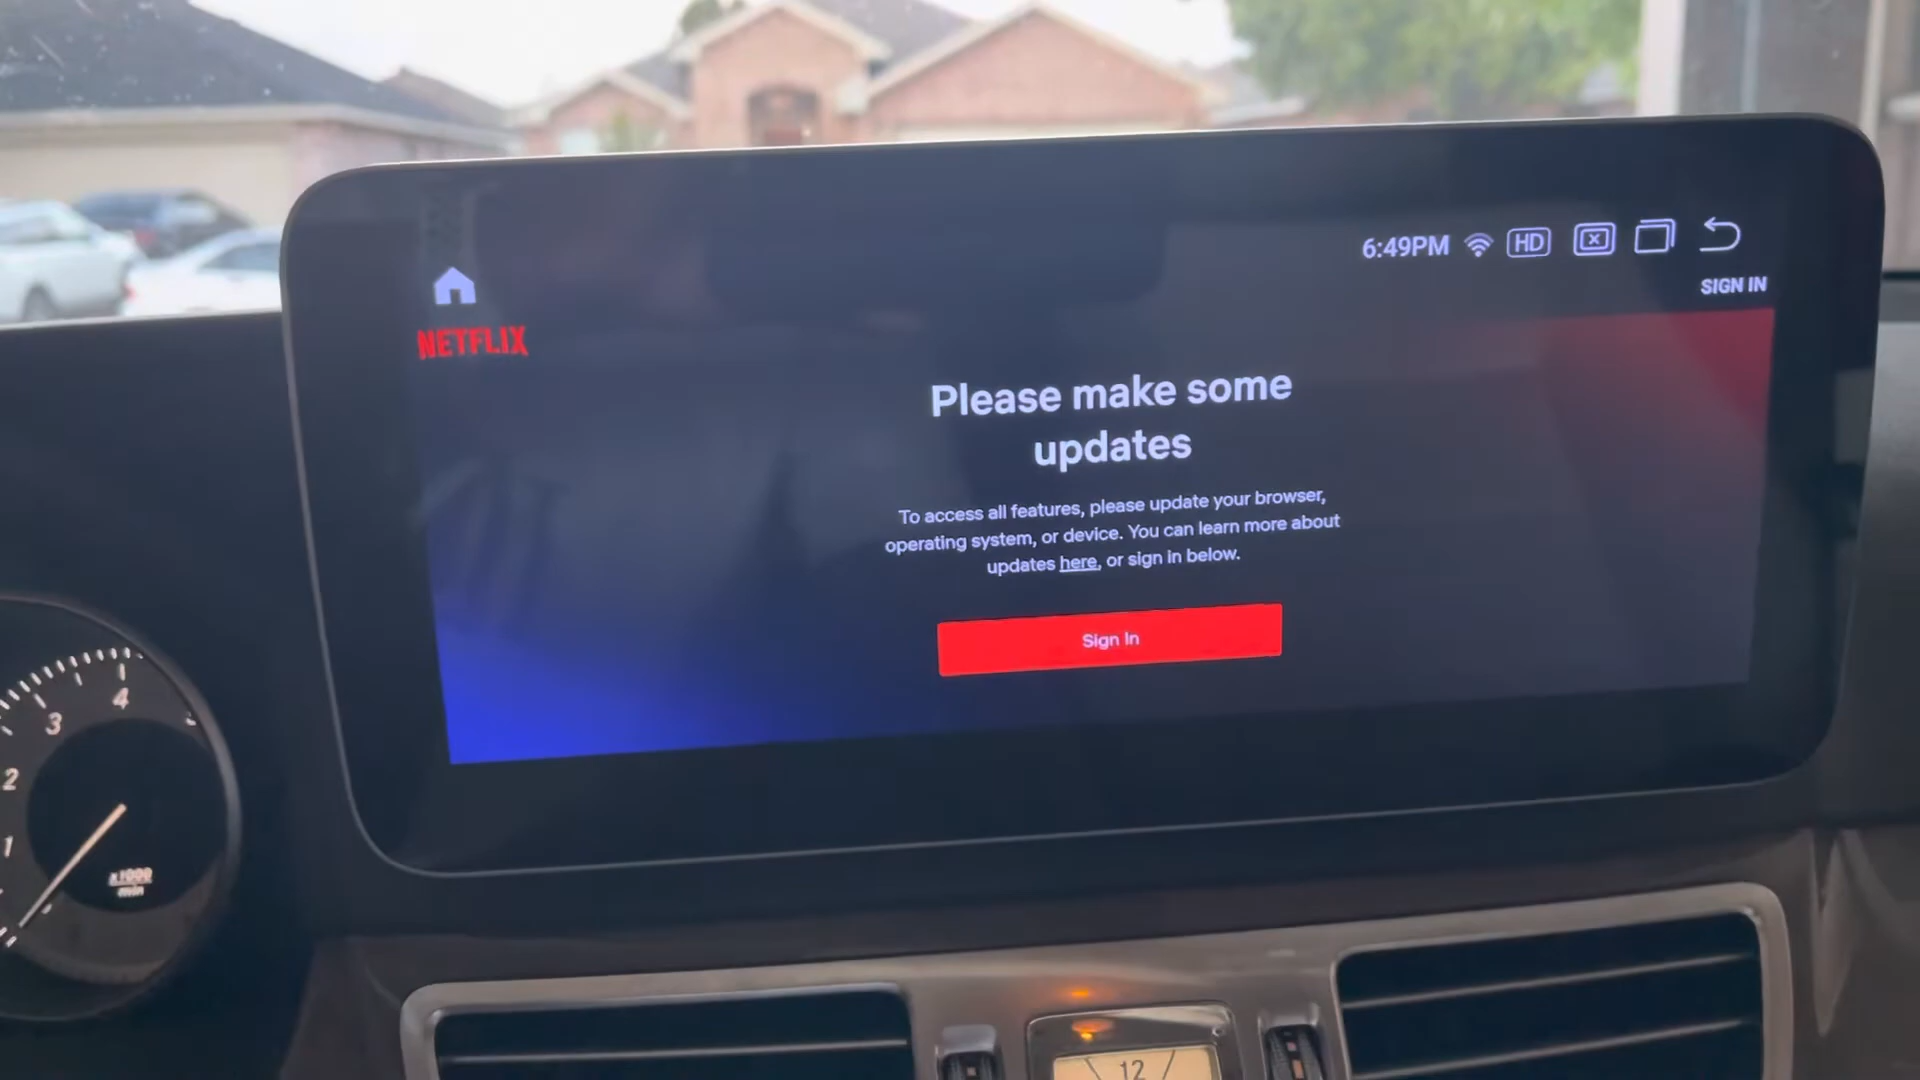 6:49PM HD
SIGN IN
NETFLIX
Please make some
updates
To access all features, please update your browser,
operating system, or device. You can learn more about
updates here, or sign in below.
Sign In
4
3
2
1
x1000
min
12